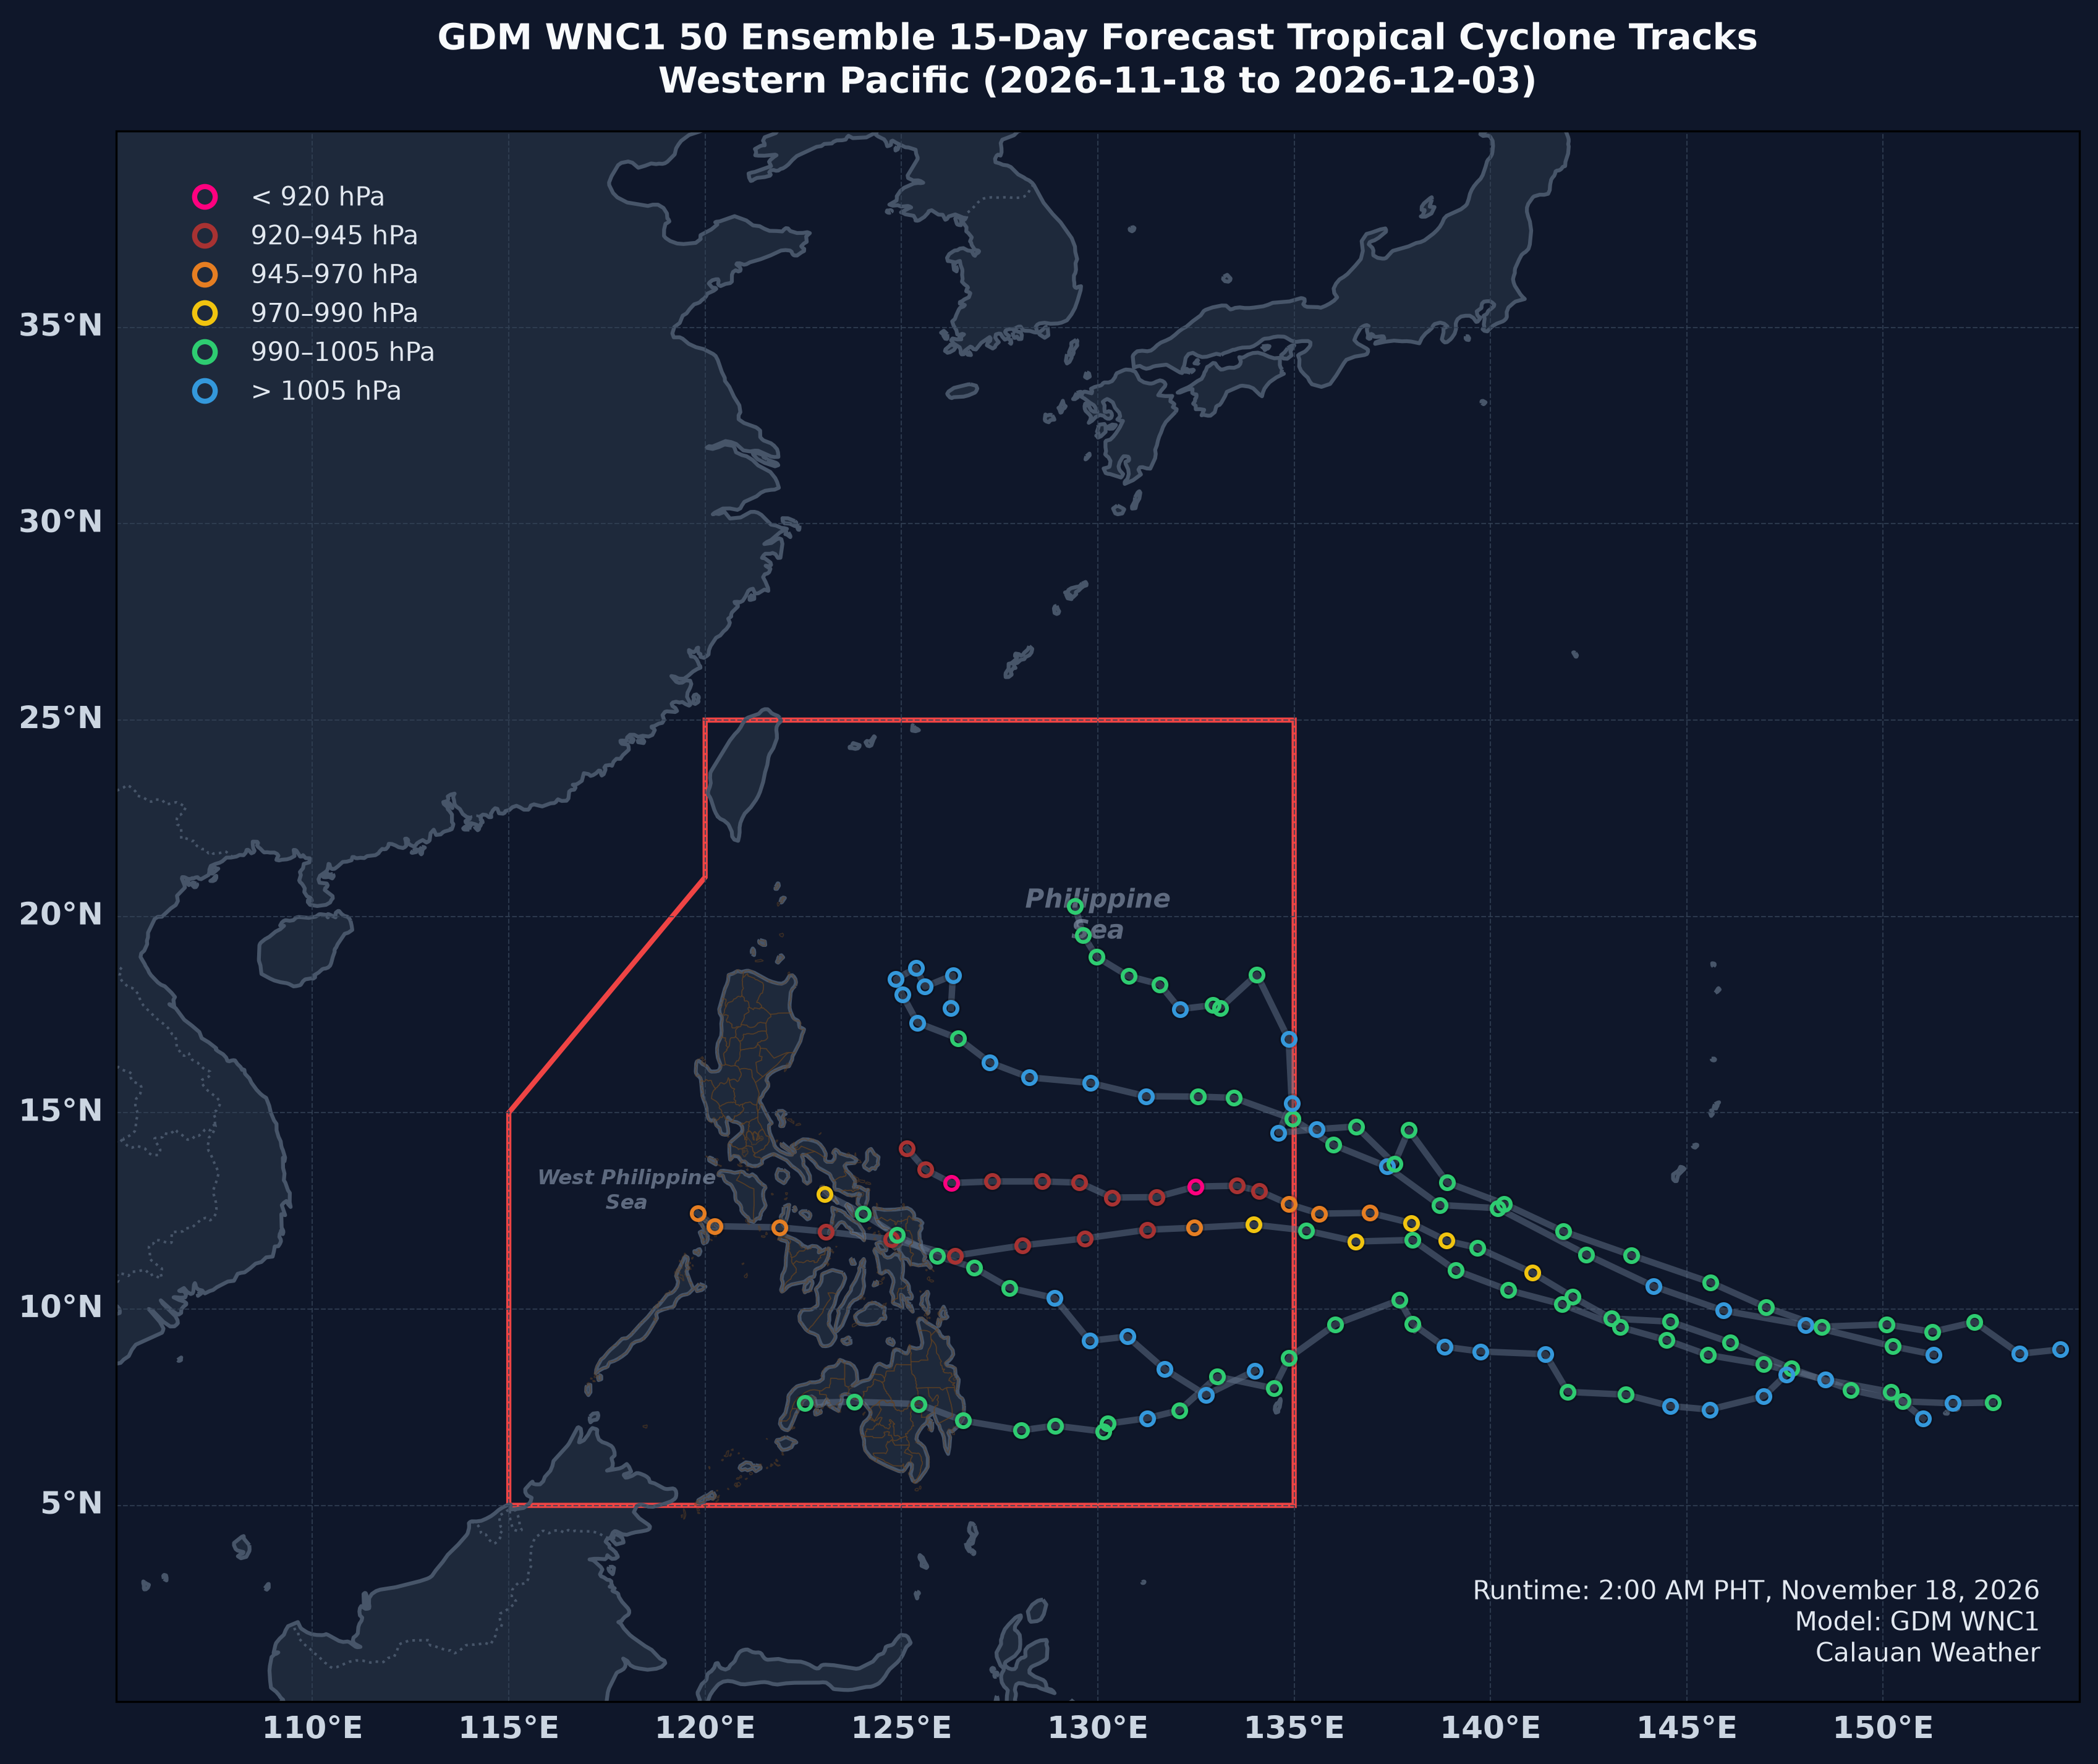 GDM WNC1 50 Ensemble 15-Day Forecast Tropical Cyclone Tracks
Western Pacific (2026-11-18 to 2026-12-03)
< 920 hPa
920–945 hPa
945–970 hPa
970–990 hPa
990–1005 hPa
> 1005 hPa
35°N
30°N
25°N
20°N
15°N
10°N
5°N
Philippine
Sea
West Philippine
Sea
Runtime: 2:00 AM PHT, November 18, 2026
Model: GDM WNC1
Calauan Weather
110°E
115°E
120°E
125°E
130°E
135°E
140°E
145°E
150°E